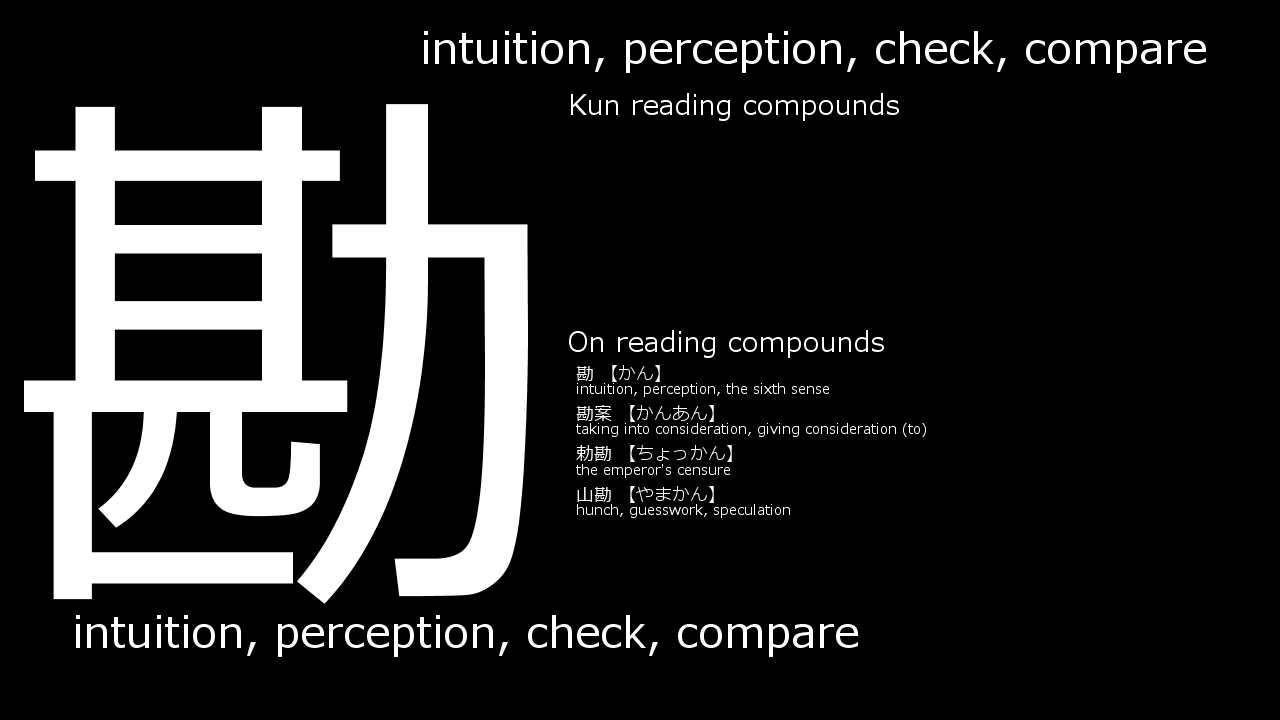 intuition, perception, check, compare
Kun reading compounds
勘
On reading compounds
勘 【かん】
intuition, perception, the sixth sense
勘案 【かんあん】
taking into consideration, giving consideration (to)
勅勘 【ちょっかん】
the emperor's censure
山勘 【やまかん】
hunch, guesswork, speculation
intuition, perception, check, compare